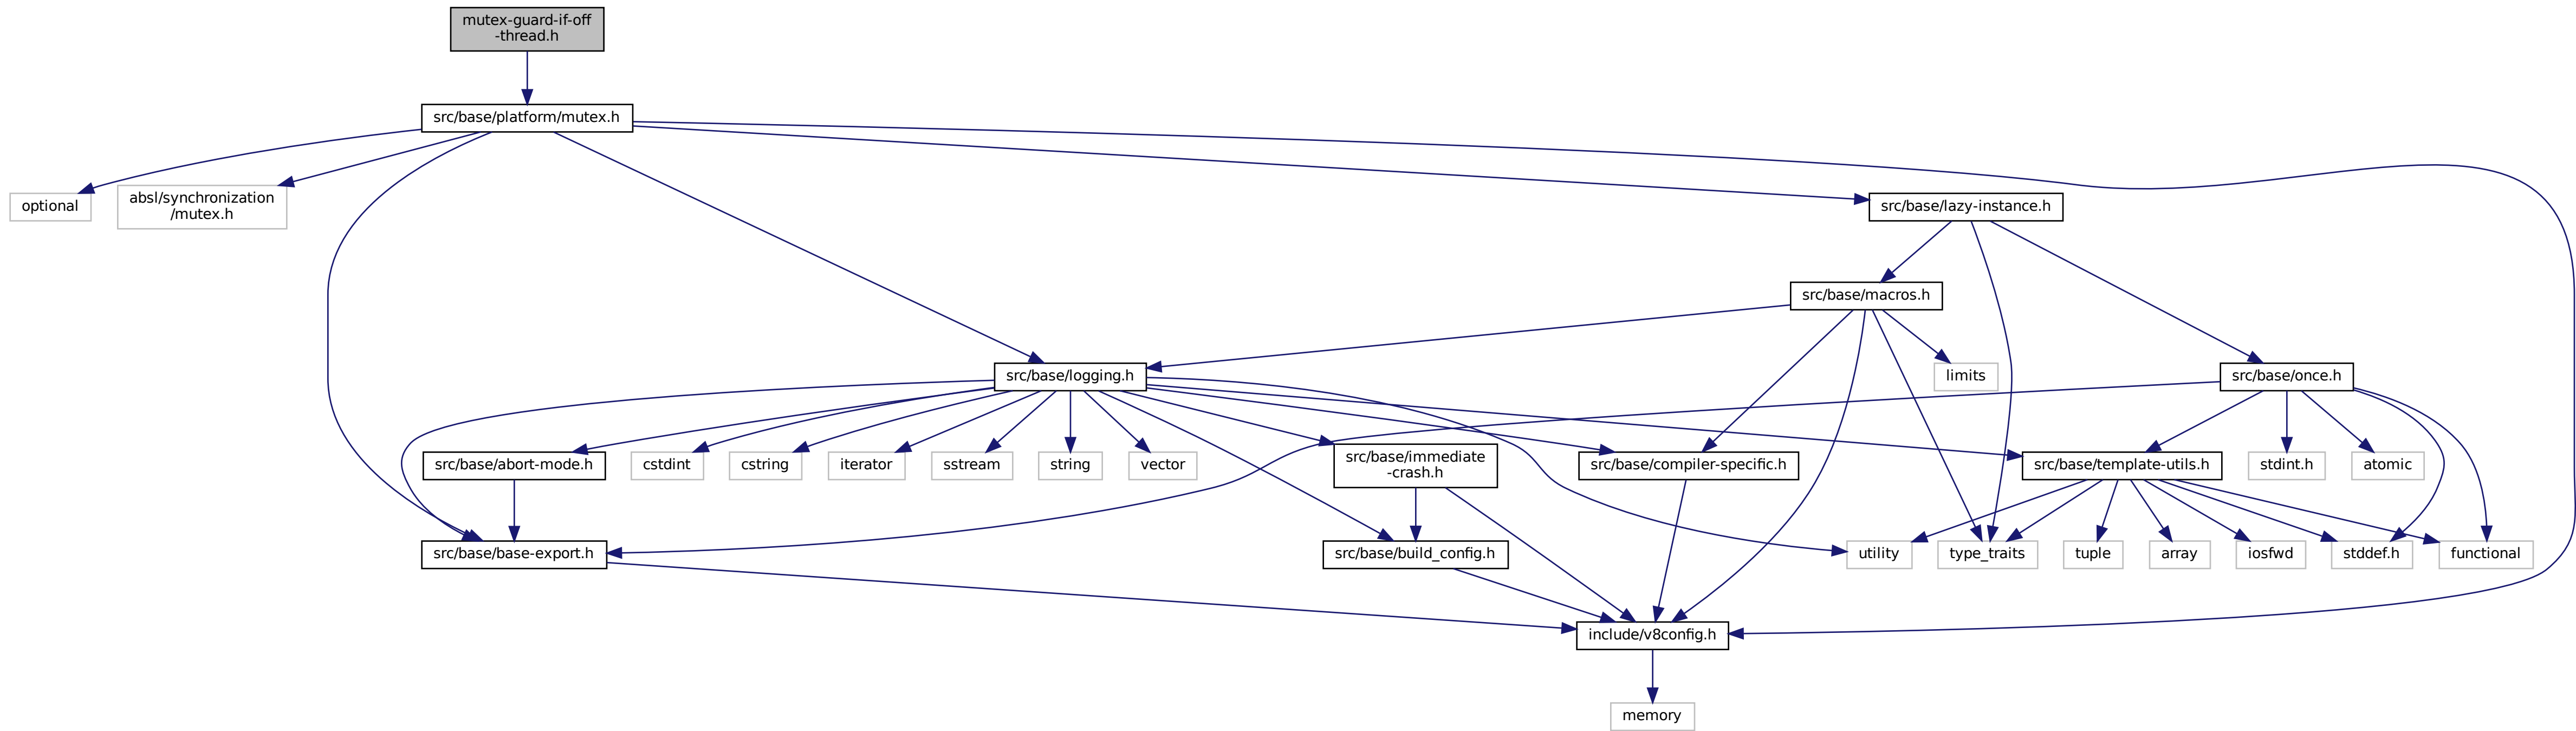 mutex-guard-if-off
-thread.h
src/base/platform/mutex.h
optional
absl/synchronization
/mutex.h
src/base/lazy-instance.h
src/base/macros.h
src/base/logging.h
limits
src/base/once.h
src/base/abort-mode.h
cstdint
cstring
iterator
sstream
string
vector
src/base/immediate
-crash.h
src/base/compiler-specific.h
src/base/template-utils.h
stdint.h
atomic
src/base/base-export.h
src/base/build_config.h
utility
type_traits
tuple
array
iosfwd
stddef.h
functional
include/v8config.h
memory